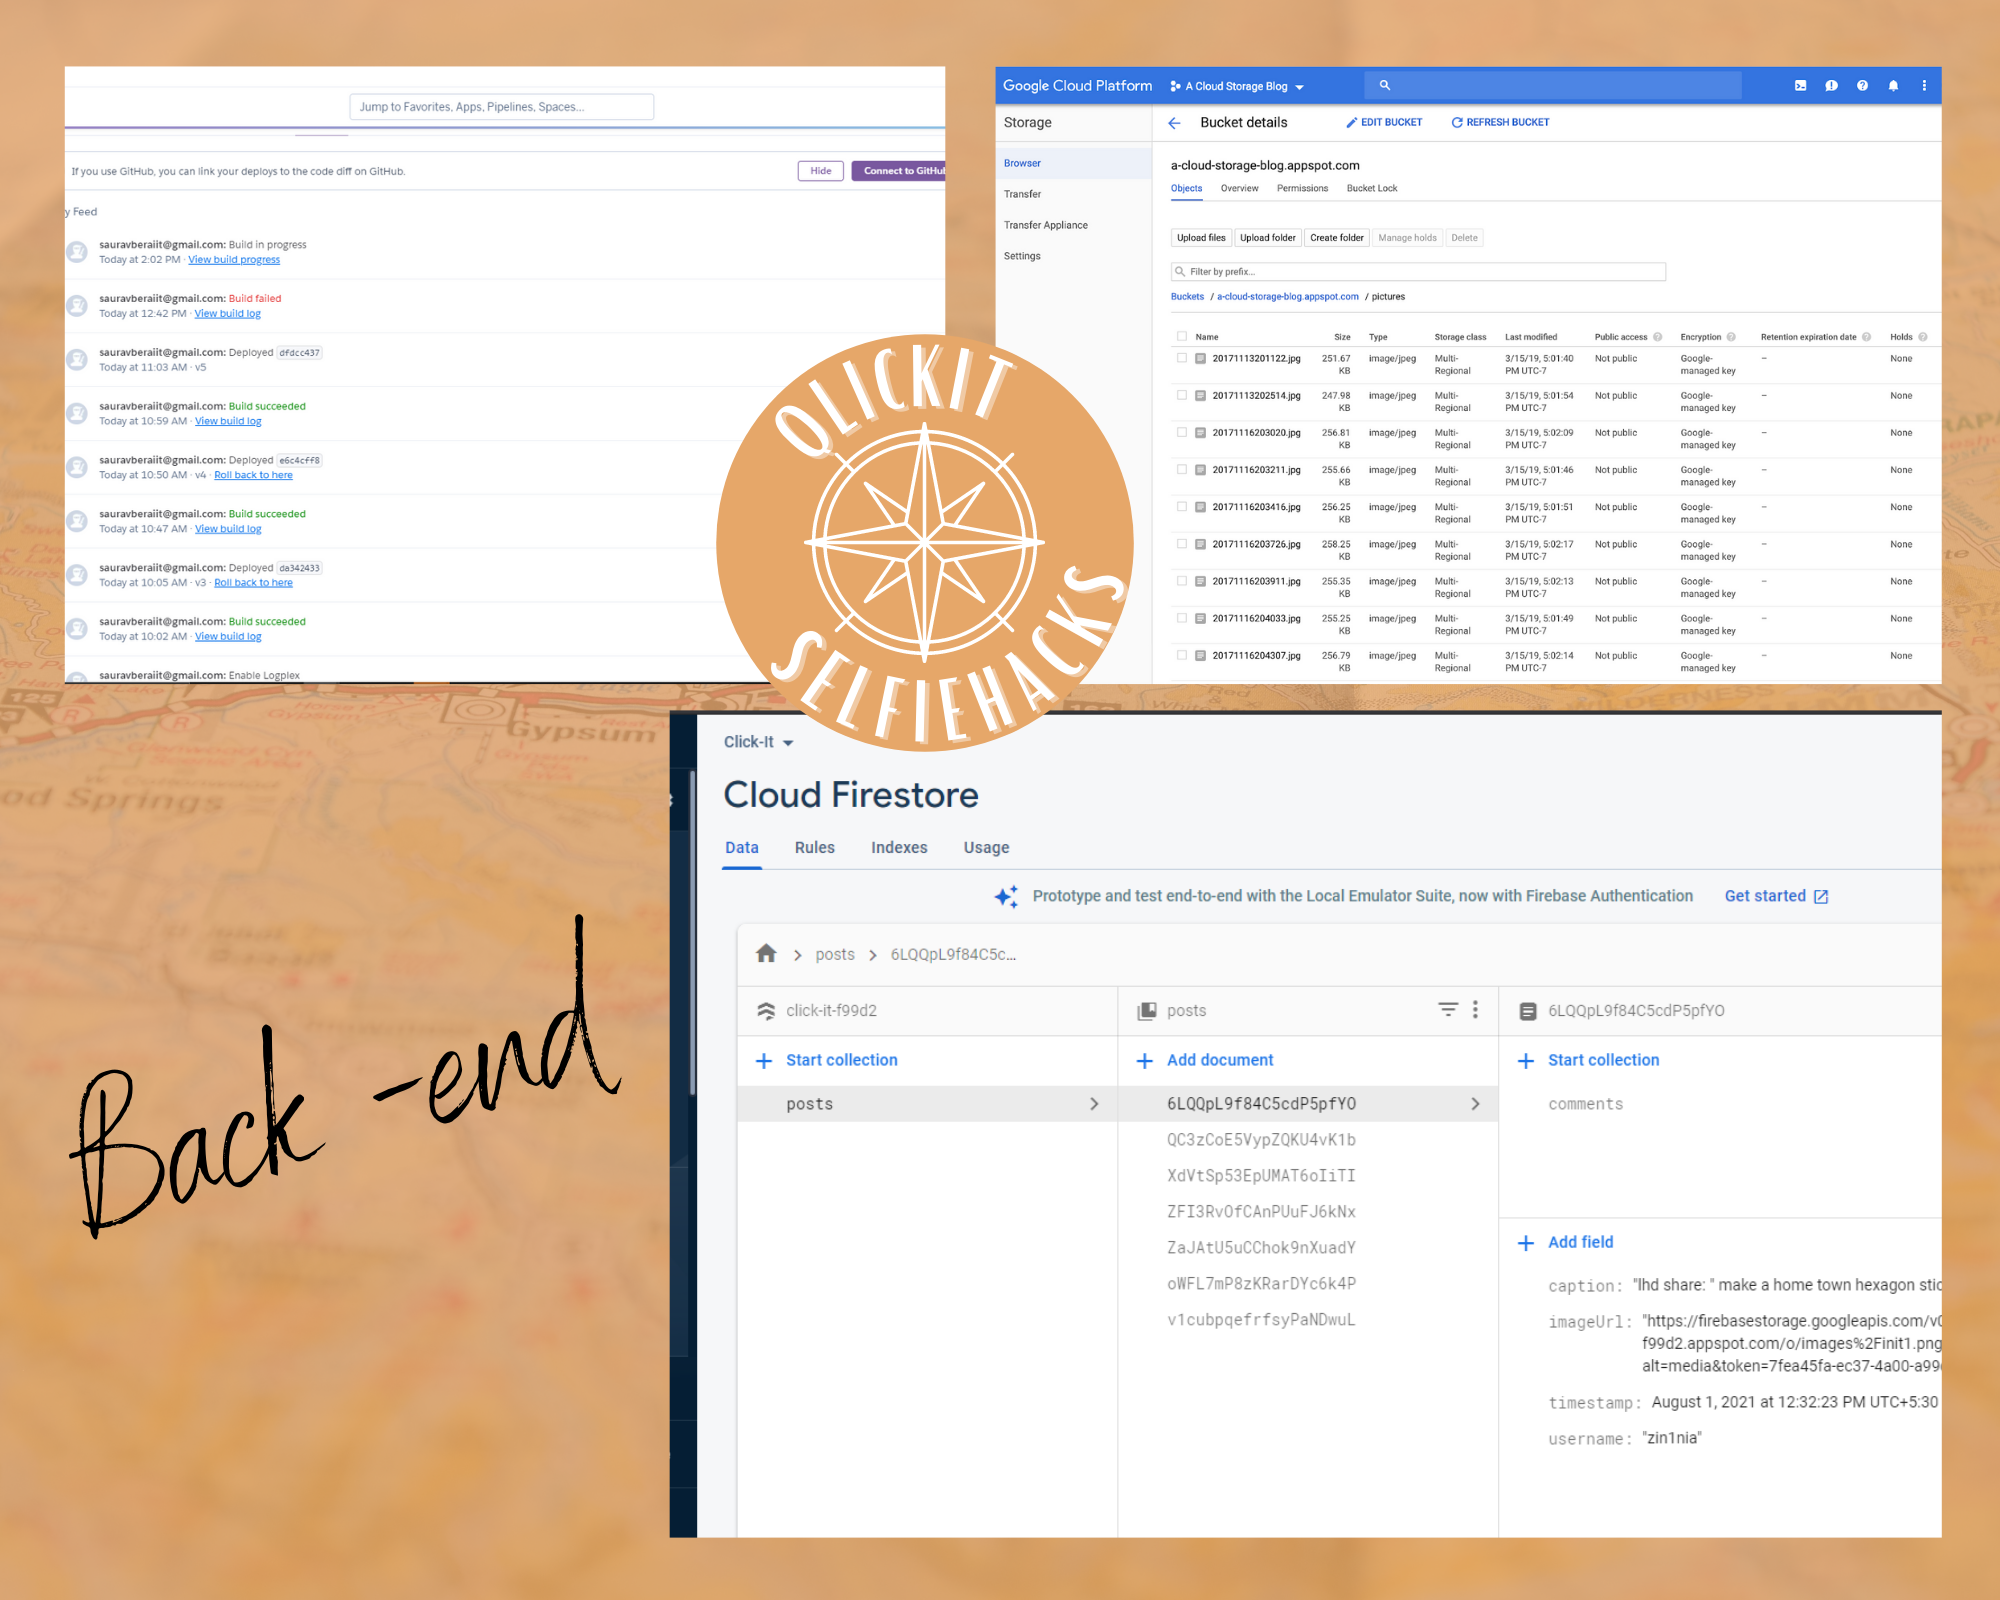 Jump to Favorites, Apps, Pipelines, Spaces...
If you use GitHub, you can link your deploys to the code diff on GitHub.
Hide
Connect to GitHu
y Feed
sauravberaiit@gmail.com: Build in progress
Today at 2:02 PM · View build progress
sauravberaiit@gmail.com: Build failed
Today at 12:42 PM · View build log
sauravberaiit@gmail.com: Deployed dfdcc437
Today at 11:03 AM · v5
sauravberaiit@gmail.com: Build succeeded
Today at 10:59 AM · View build log
sauravberaiit@gmail.com: Deployed e6c4cff8
Today at 10:50 AM · v4 · Roll back to here
sauravberaiit@gmail.com: Build succeeded
Today at 10:47 AM · View build log
sauravberaiit@gmail.com: Deployed da342433
Today at 10:05 AM · v3 · Roll back to here
sauravberaiit@gmail.com: Build succeeded
Today at 10:02 AM · View build log
sauravberaiit@gmail.com: Enable Logplex
Google Cloud Platform
A Cloud Storage Blog
Storage
Bucket details
EDIT BUCKET
REFRESH BUCKET
Browser
Transfer
Transfer Appliance
Settings
a-cloud-storage-blog.appspot.com
Objects Overview Permissions Bucket Lock
Upload files Upload folder Create folder Manage holds Delete
Filter by prefix...
Buckets / a-cloud-storage-blog.appspot.com / pictures
Name Size Type Storage class Last modified Public access Encryption Retention expiration date Holds
20171113201122.jpg 251.67 image/jpeg Multi- 3/15/19, 5:01:40 Not public Google- – None
KB Regional PM UTC-7 managed key
20171113202514.jpg 247.98 image/jpeg Multi- 3/15/19, 5:01:54 Not public Google- – None
KB Regional PM UTC-7 managed key
20171116203020.jpg 256.81 image/jpeg Multi- 3/15/19, 5:02:09 Not public Google- – None
KB Regional PM UTC-7 managed key
20171116203211.jpg 255.66 image/jpeg Multi- 3/15/19, 5:01:46 Not public Google- – None
KB Regional PM UTC-7 managed key
20171116203416.jpg 256.25 image/jpeg Multi- 3/15/19, 5:01:51 Not public Google- – None
KB Regional PM UTC-7 managed key
20171116203726.jpg 258.25 image/jpeg Multi- 3/15/19, 5:02:17 Not public Google- – None
KB Regional PM UTC-7 managed key
20171116203911.jpg 255.35 image/jpeg Multi- 3/15/19, 5:02:13 Not public Google- – None
KB Regional PM UTC-7 managed key
20171116204033.jpg 255.25 image/jpeg Multi- 3/15/19, 5:01:49 Not public Google- – None
KB Regional PM UTC-7 managed key
20171116204307.jpg 256.79 image/jpeg Multi- 3/15/19, 5:02:14 Not public Google- – None
KB Regional PM UTC-7 managed key
QLICKIT
SELFIEHACKS
125
Gypsum
od Springs
Back-end
Click-It
Cloud Firestore
Data Rules Indexes Usage
Prototype and test end-to-end with the Local Emulator Suite, now with Firebase Authentication Get started
posts
6LQQpL9f84C5c...
click-it-f99d2
posts
6LQQpL9f84C5cdP5pfYO
Start collection
Add document
Start collection
posts
6LQQpL9f84C5cdP5pfYO
QC3zCoE5VypZQKU4vK1b
XdVtSp53EpUMAT6oIiTI
ZFI3RvOfCAnPUuFJ6kNx
ZaJAtU5uCChok9nXuadY
oWFL7mP8zKRarDYc6k4P
v1cubpqefrfsyPaNDwuL
comments
Add field
caption: "lhd share: " make a home town hexagon stic
imageUrl: "https://firebasestorage.googleapis.com/v0
f99d2.appspot.com/o/images%2Finit1.png
alt=media&token=7fea45fa-ec37-4a00-a99
timestamp: August 1, 2021 at 12:32:23 PM UTC+5:30
username: "zin1nia"